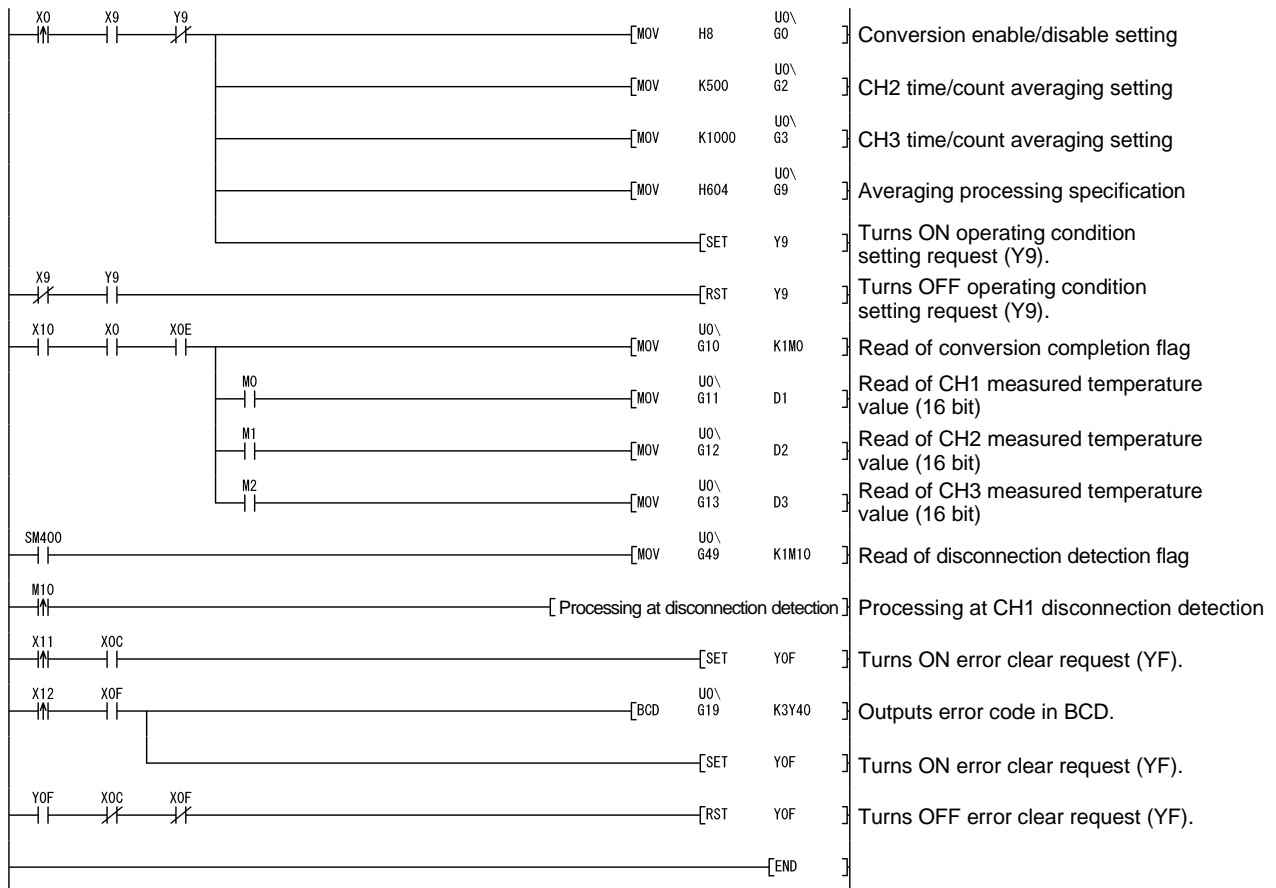 X0 X9 Y9
[MOV H8 U0\ G0 ] Conversion enable/disable setting
[MOV K500 U0\ G2 ] CH2 time/count averaging setting
[MOV K1000 U0\ G3 ] CH3 time/count averaging setting
[MOV H604 U0\ G9 ] Averaging processing specification
[SET Y9 ] Turns ON operating condition
setting request (Y9).
X9 Y9
[RST Y9 ] Turns OFF operating condition
setting request (Y9).
X10 X0 X0E
[MOV U0\ G10 K1M0 ] Read of conversion completion flag
M0
[MOV U0\ G11 D1 ] Read of CH1 measured temperature
value (16 bit)
M1
[MOV U0\ G12 D2 ] Read of CH2 measured temperature
value (16 bit)
M2
[MOV U0\ G13 D3 ] Read of CH3 measured temperature
value (16 bit)
SM400
[MOV U0\ G49 K1M10 ] Read of disconnection detection flag
M10
[ Processing at disconnection detection ] Processing at CH1 disconnection detection
X11 X0C
[SET Y0F ] Turns ON error clear request (YF).
X12 X0F
[BCD U0\ G19 K3Y40 ] Outputs error code in BCD.
[SET Y0F ] Turns ON error clear request (YF).
Y0F X0C X0F
[RST Y0F ] Turns OFF error clear request (YF).
[END ]